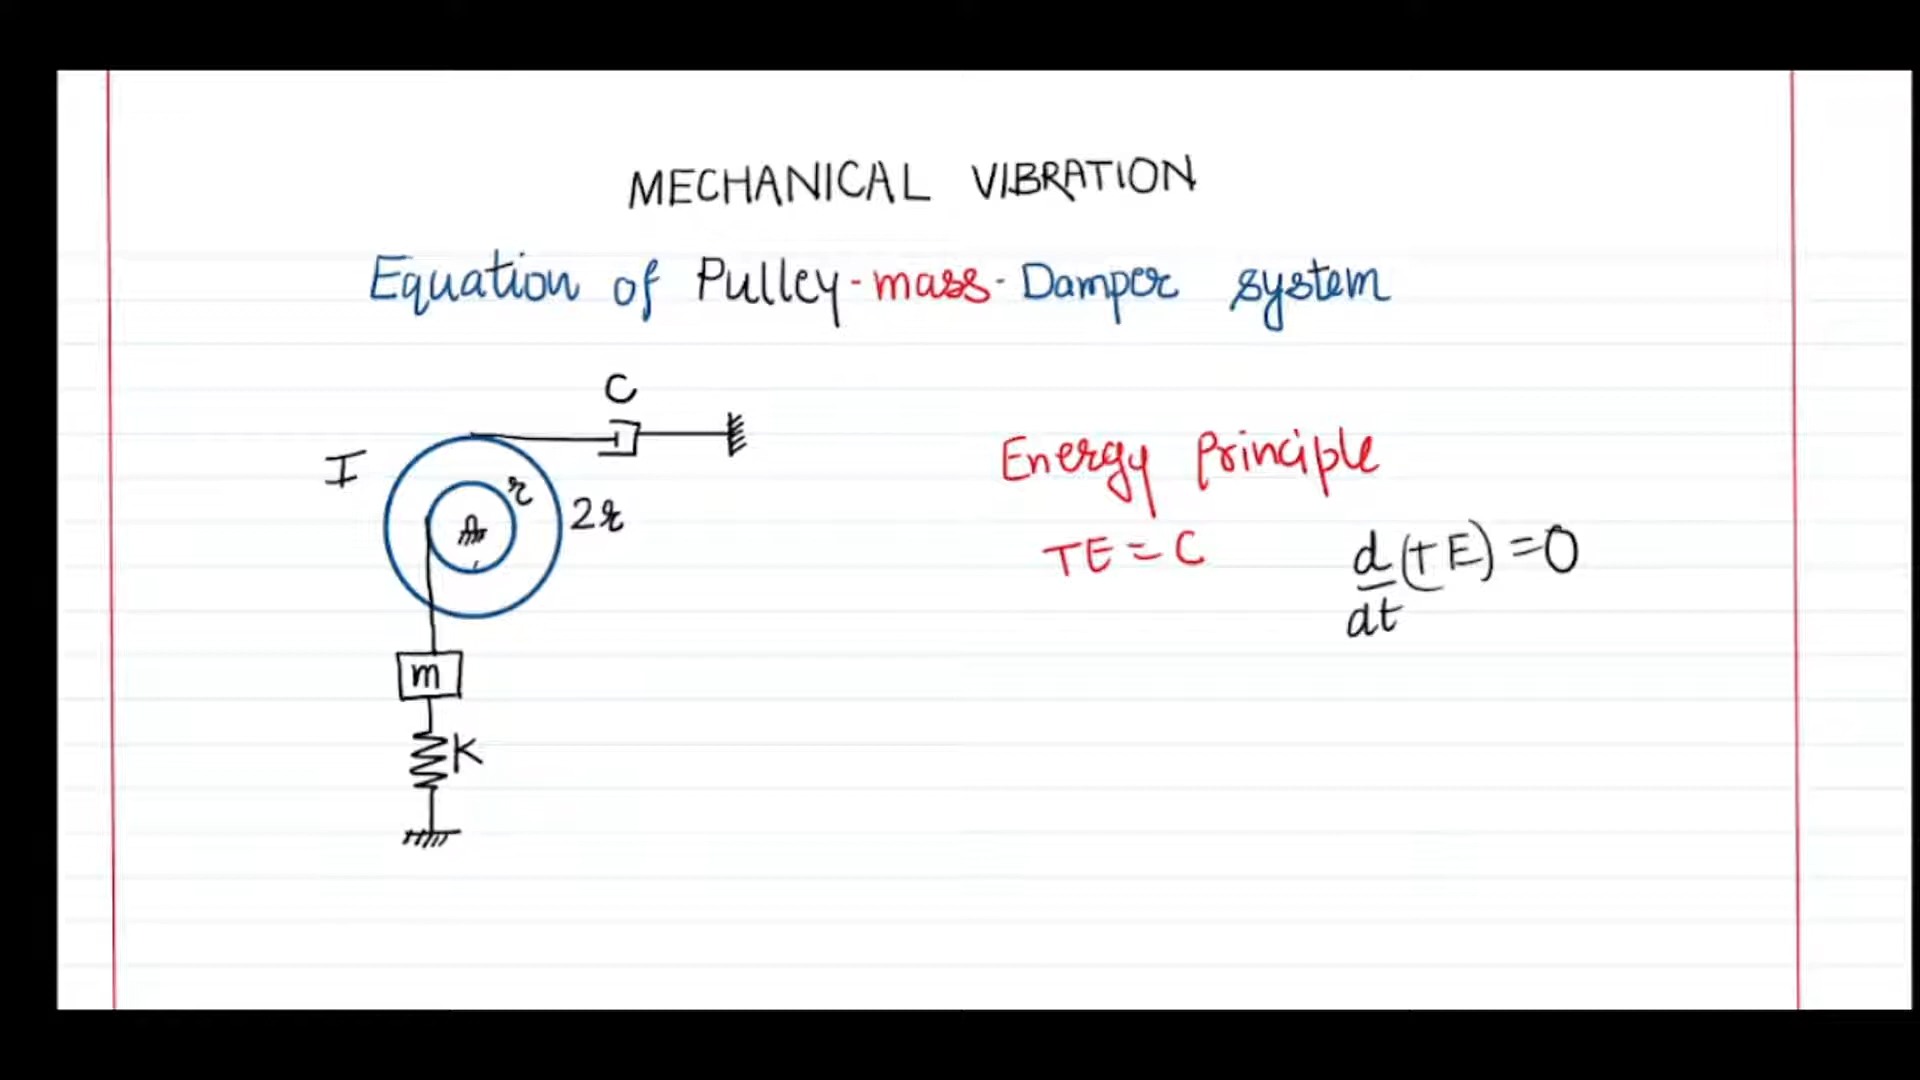 MECHANICAL VIBRATION
Equation of Pulley-mass-Damper system
C
I
r
2r
m
K
Energy Principle
TE = C
d/dt (TE) = 0